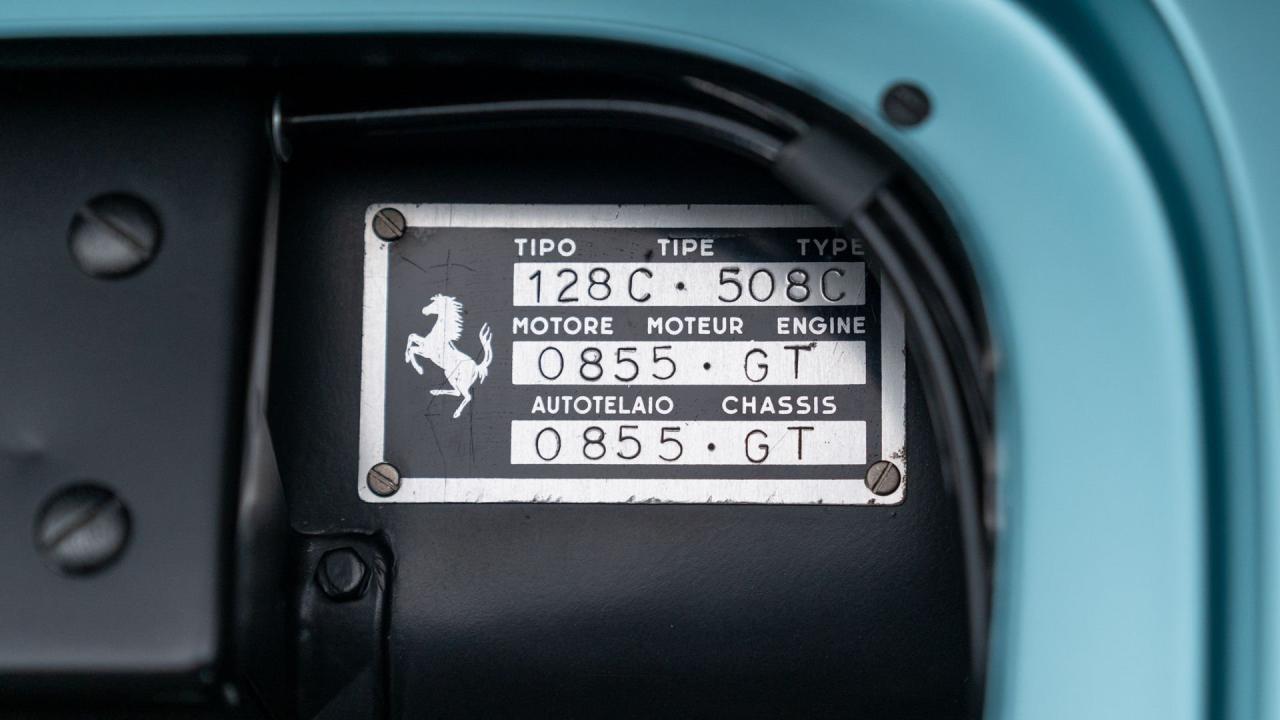 TIPO TIPE TYPE
128C · 508C
MOTORE MOTEUR ENGINE
0855 · GT
AUTOTELAIO CHASSIS
0855 · GT